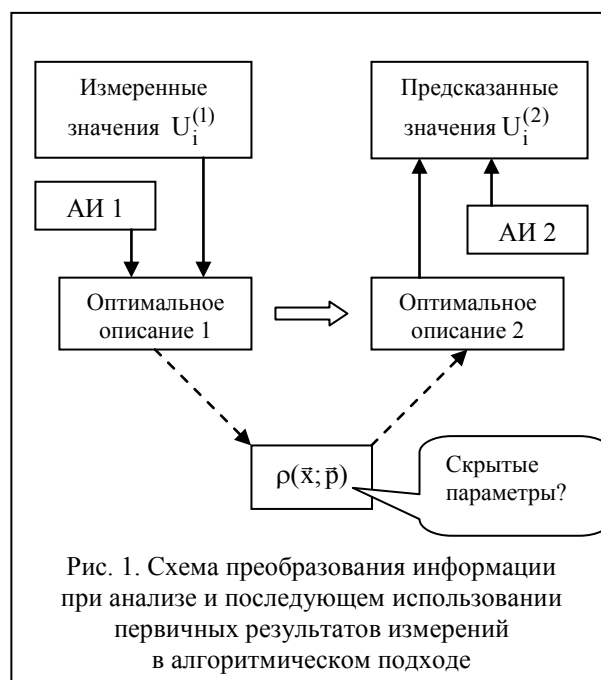 Измеренные
значения U_i^(1)
Предсказанные
значения U_i^(2)
АИ 1
АИ 2
Оптимальное
описание 1
Оптимальное
описание 2
ρ(x⃗; p⃗)
Скрытые
параметры?
Рис. 1. Схема преобразования информации
при анализе и последующем использовании
первичных результатов измерений
в алгоритмическом подходе